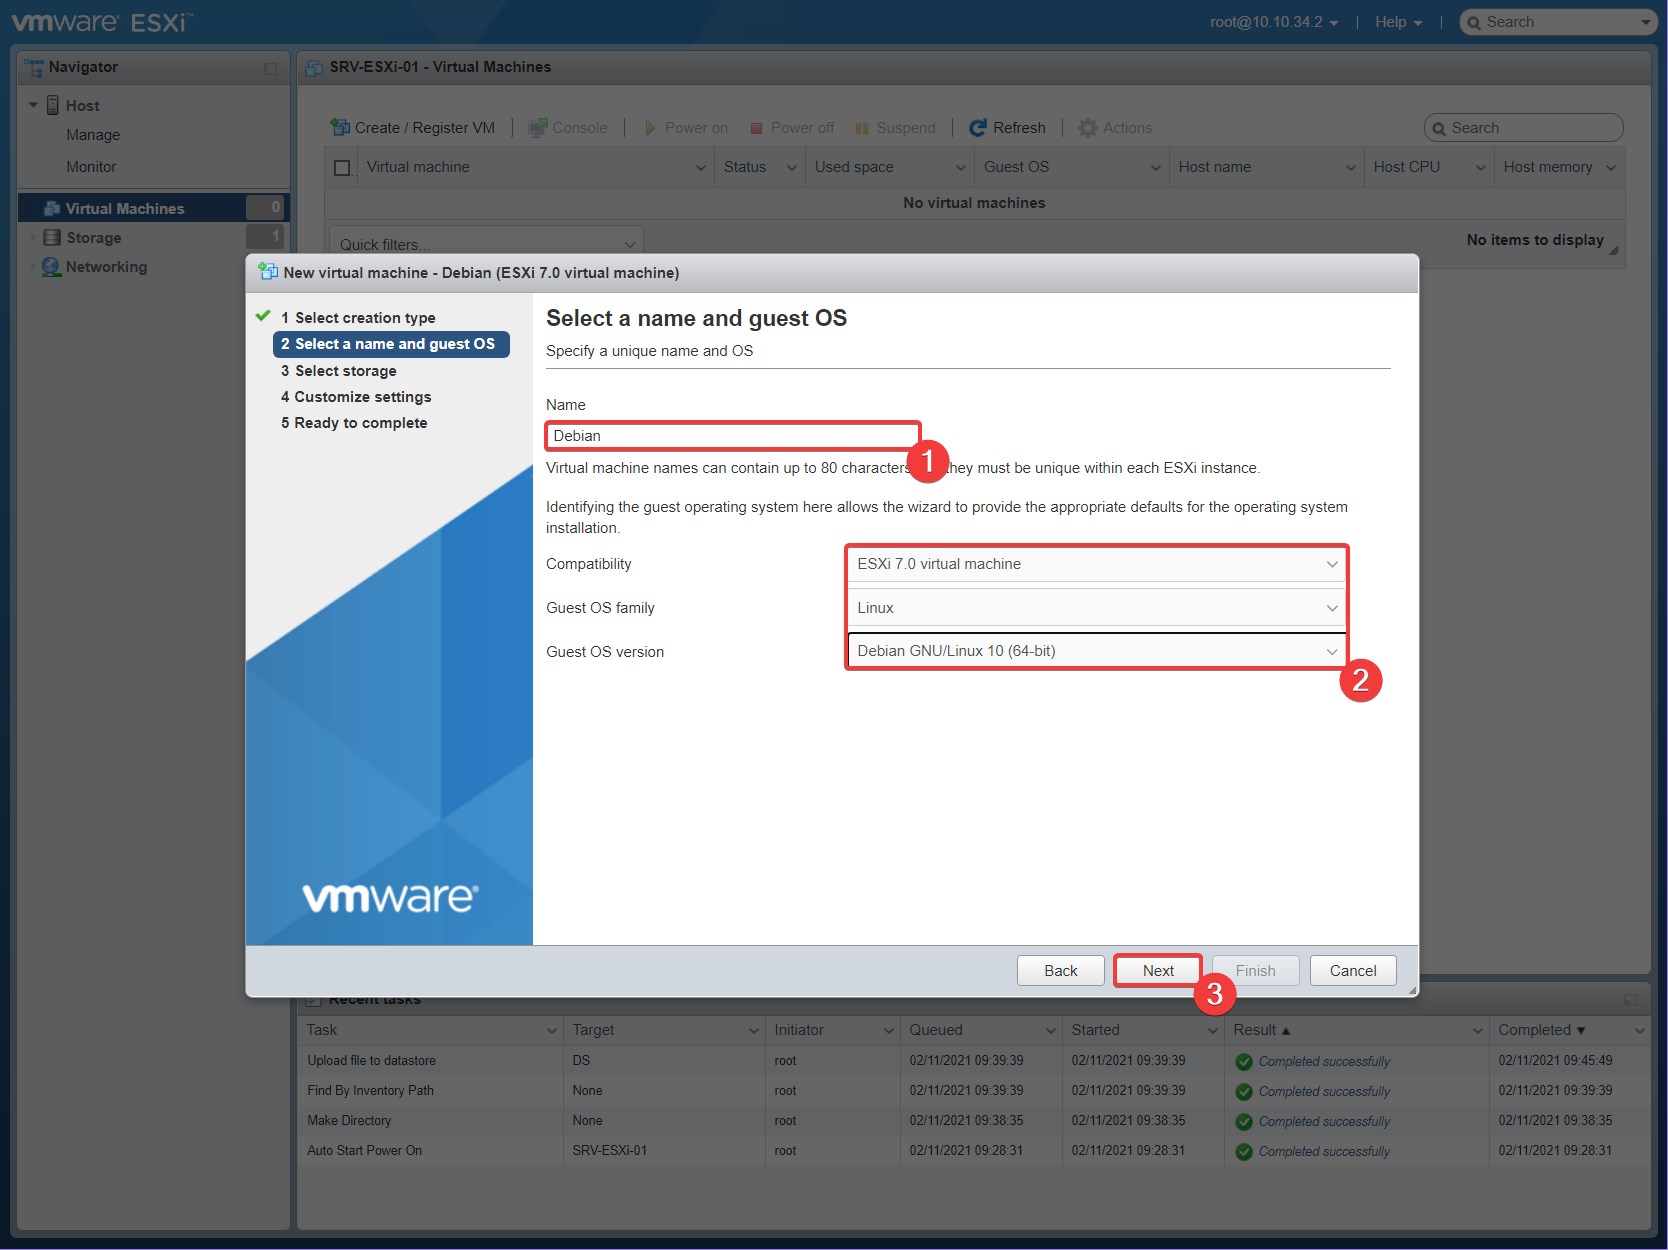 vmware ESXi™
root@10.10.34.2 | Help | Search
Navigator
Host
Manage
Monitor
Virtual Machines 0
Storage 1
Networking
SRV-ESXi-01 - Virtual Machines
Create / Register VM | Console | Power on Power off Suspend | Refresh | Actions
Search
Virtual machine Status Used space Guest OS Host name Host CPU Host memory
No virtual machines
Quick filters...
No items to display
New virtual machine - Debian (ESXi 7.0 virtual machine)
1 Select creation type
2 Select a name and guest OS
3 Select storage
4 Customize settings
5 Ready to complete
vmware®
Select a name and guest OS
Specify a unique name and OS
Name
Debian
1
Virtual machine names can contain up to 80 characters they must be unique within each ESXi instance.
Identifying the guest operating system here allows the wizard to provide the appropriate defaults for the operating system
installation.
Compatibility ESXi 7.0 virtual machine
Guest OS family Linux
Guest OS version Debian GNU/Linux 10 (64-bit)
2
Back Next Finish Cancel
3
Recent tasks
Task Target Initiator Queued Started Result ▲ Completed ▼
Upload file to datastore DS root 02/11/2021 09:39:39 02/11/2021 09:39:39 Completed successfully 02/11/2021 09:45:49
Find By Inventory Path None root 02/11/2021 09:39:39 02/11/2021 09:39:39 Completed successfully 02/11/2021 09:39:39
Make Directory None root 02/11/2021 09:38:35 02/11/2021 09:38:35 Completed successfully 02/11/2021 09:38:35
Auto Start Power On SRV-ESXi-01 root 02/11/2021 09:28:31 02/11/2021 09:28:31 Completed successfully 02/11/2021 09:28:31